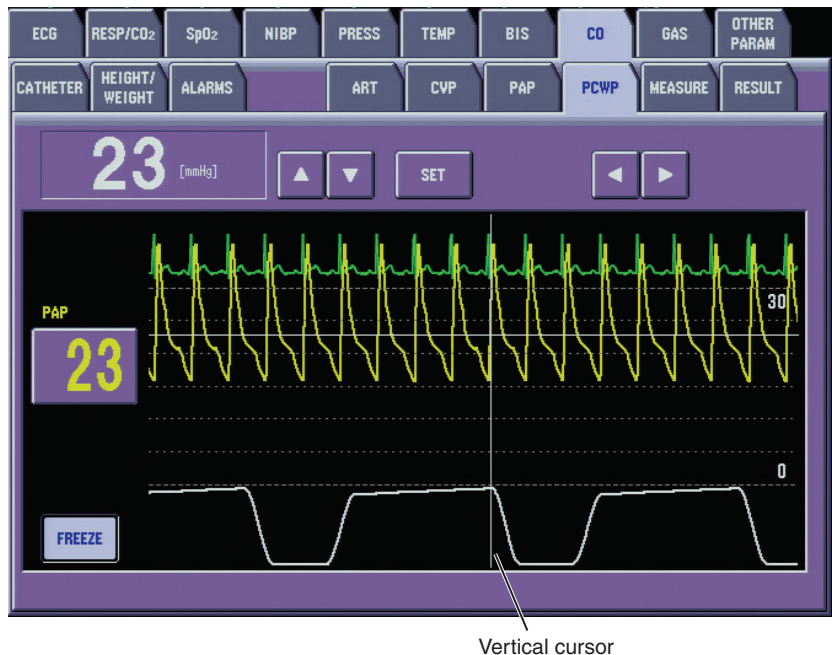 ECG RESP/CO2 SpO2 NIBP PRESS TEMP BIS CO GAS OTHER
PARAM
CATHETER HEIGHT/
WEIGHT ALARMS ART CVP PAP PCWP MEASURE RESULT
23 [mmHg] SET
30
PAP
23
0
FREEZE
Vertical cursor